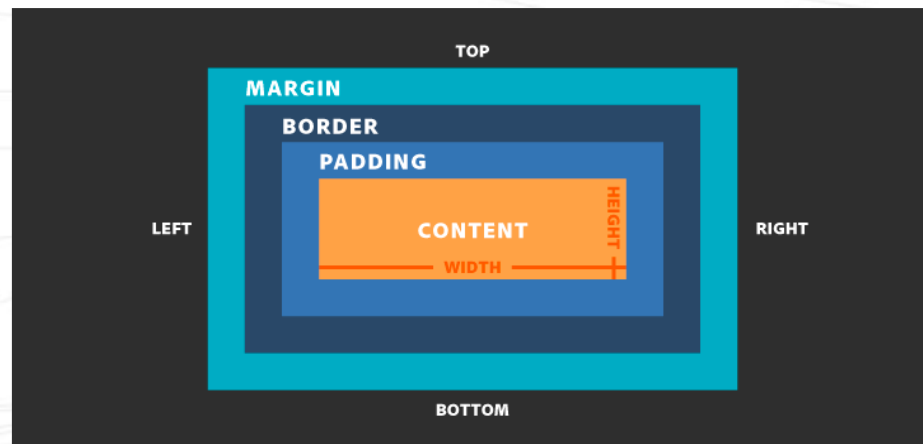 TOP
MARGIN
BORDER
PADDING
LEFT
CONTENT
HEIGHT
RIGHT
WIDTH
BOTTOM